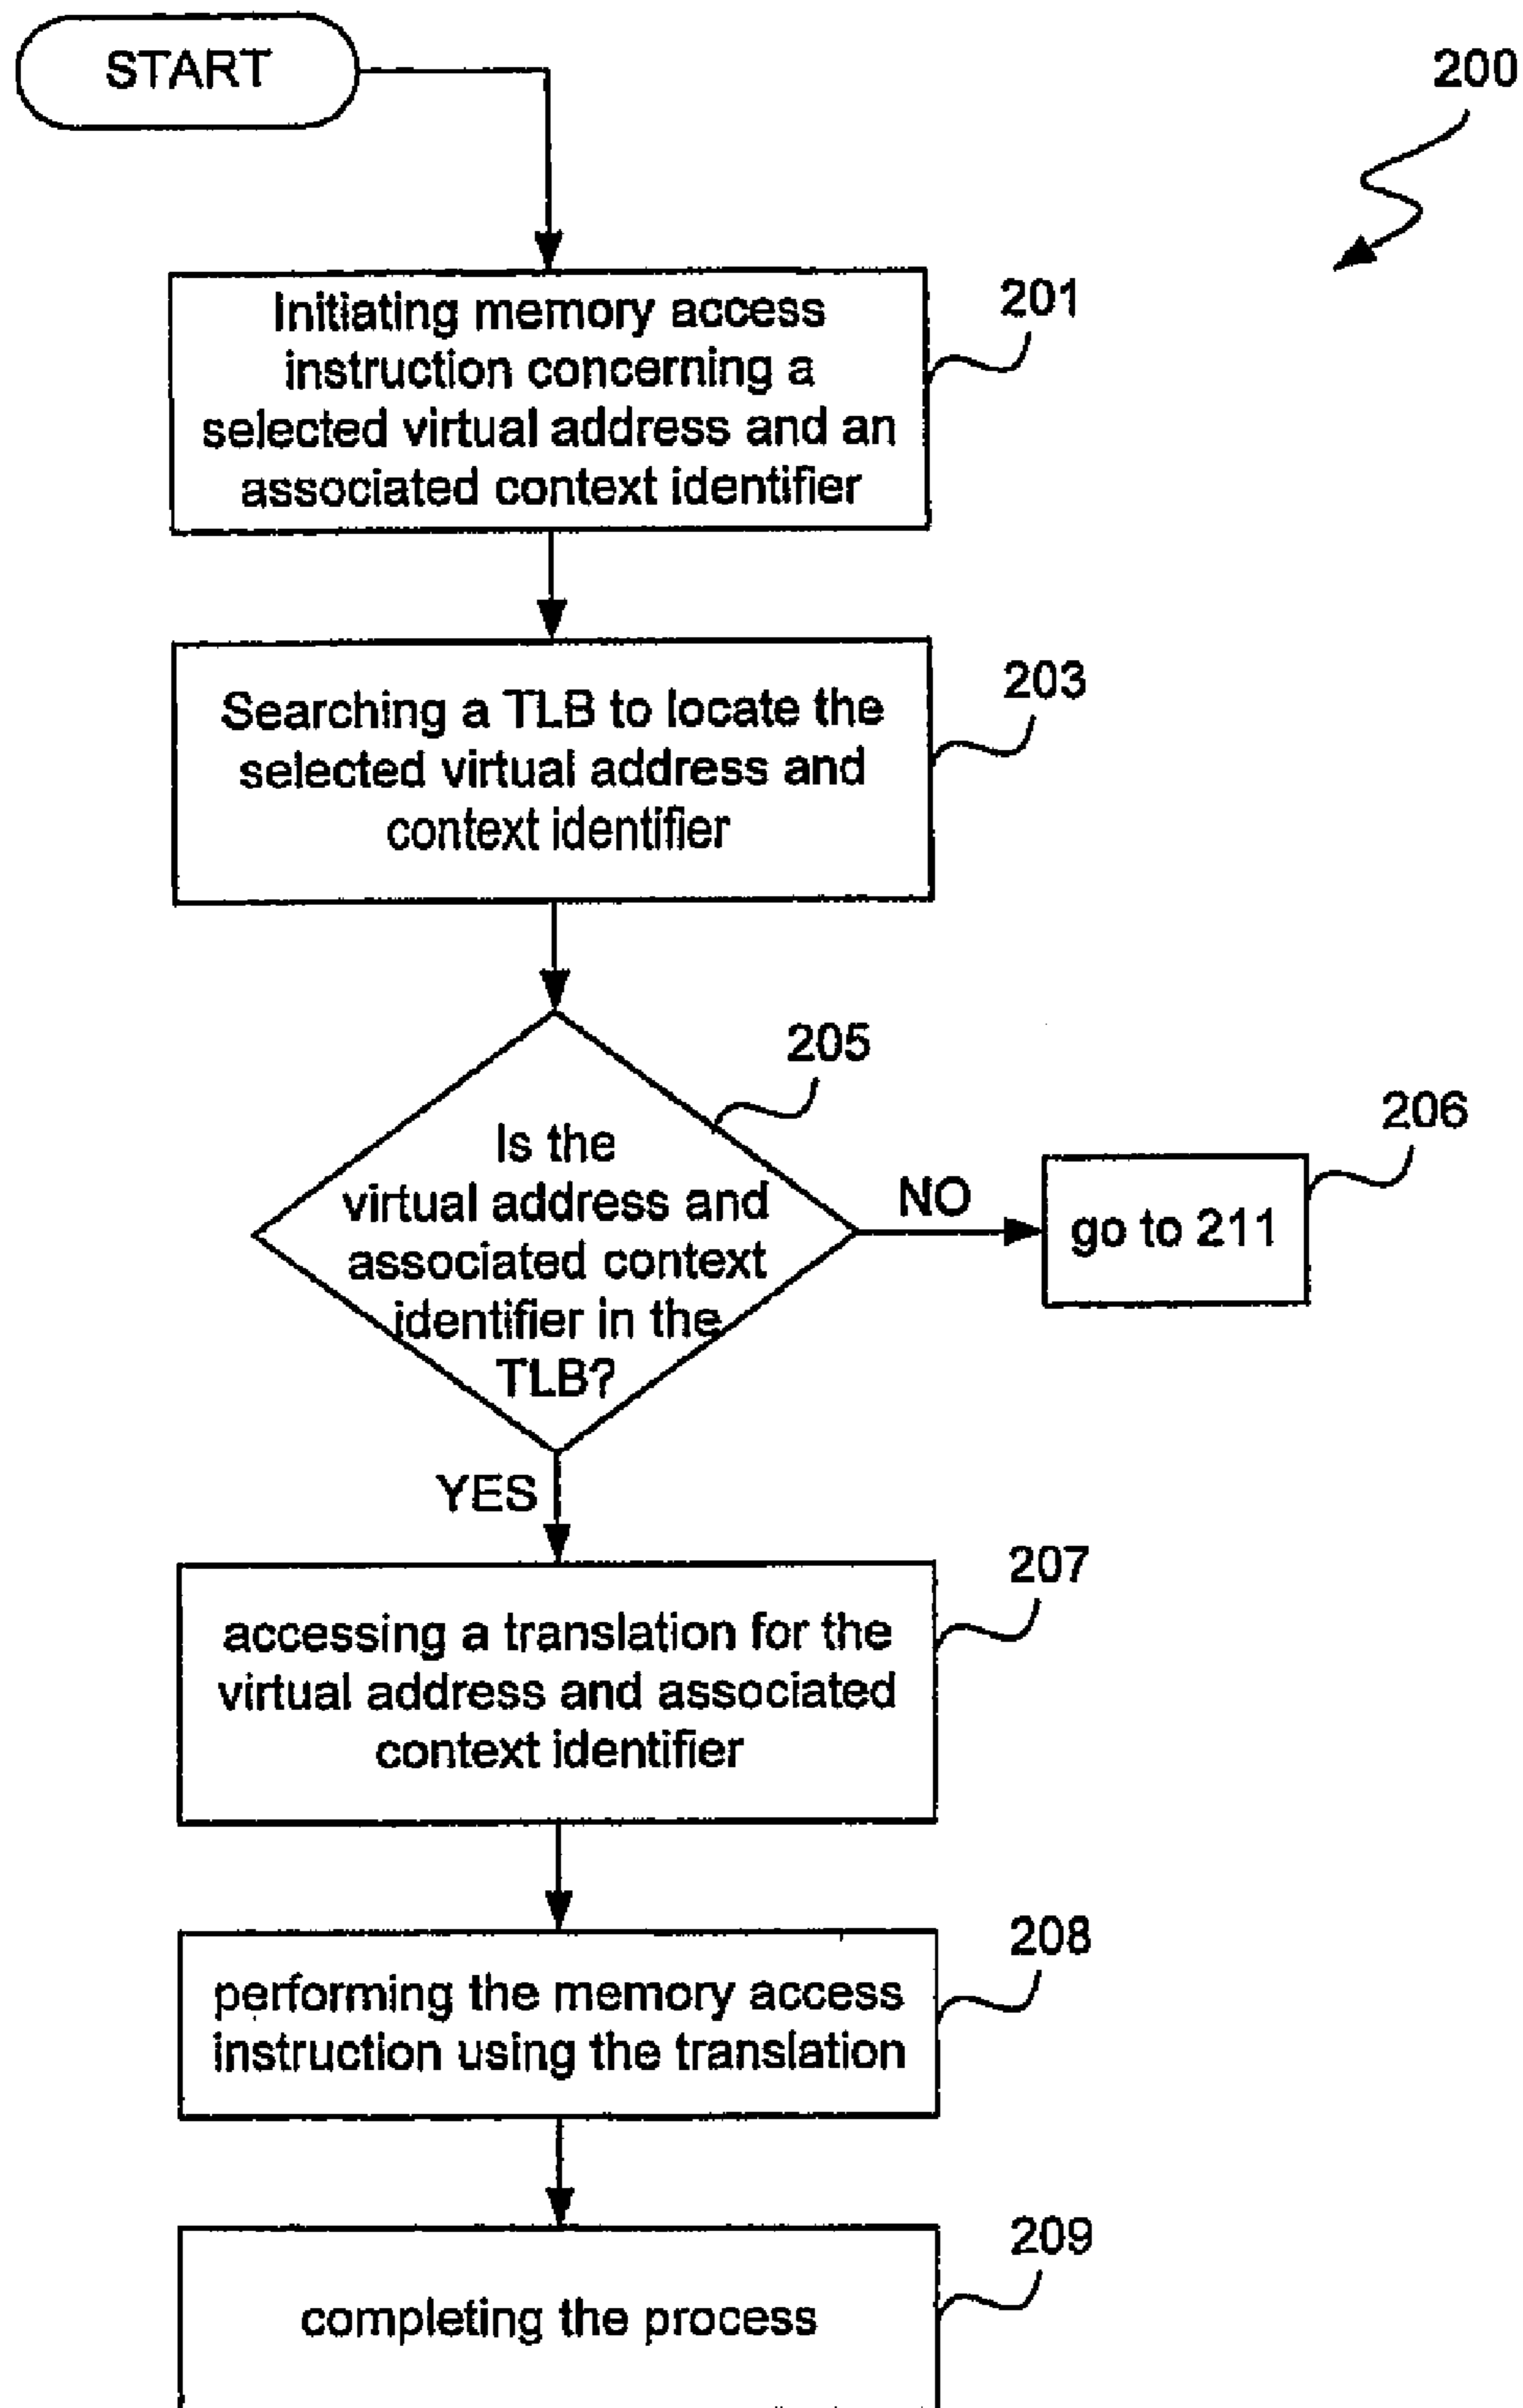 START
200
Initiating memory access
instruction concerning a
selected virtual address and an
associated context identifier
201
Searching a TLB to locate the
selected virtual address and
context identifier
203
205
Is the
virtual address and
associated context
identifier in the
TLB?
NO
206
go to 211
YES
207
accessing a translation for the
virtual address and associated
context identifier
208
performing the memory access
instruction using the translation
209
completing the process